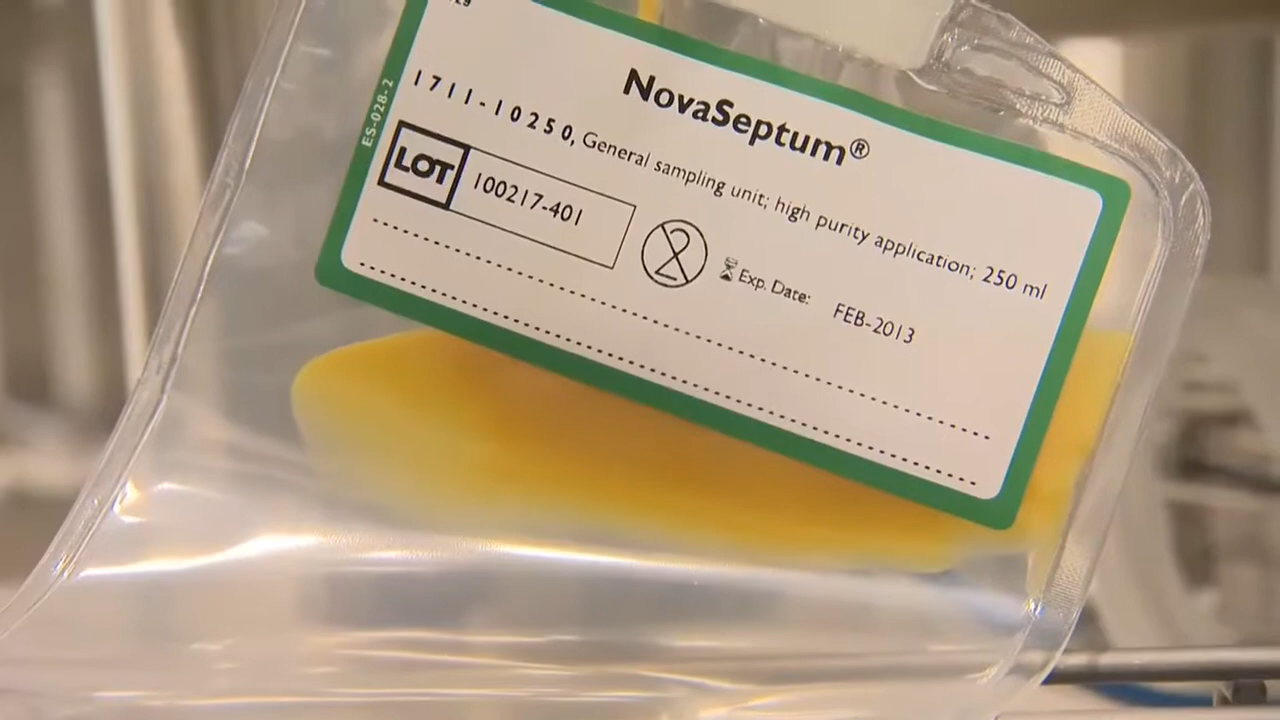 NovaSeptum®
1711-10250, General sampling unit; high purity application; 250 ml
LOT 100217-401
2 Exp. Date: FEB-2013
ES-028-2